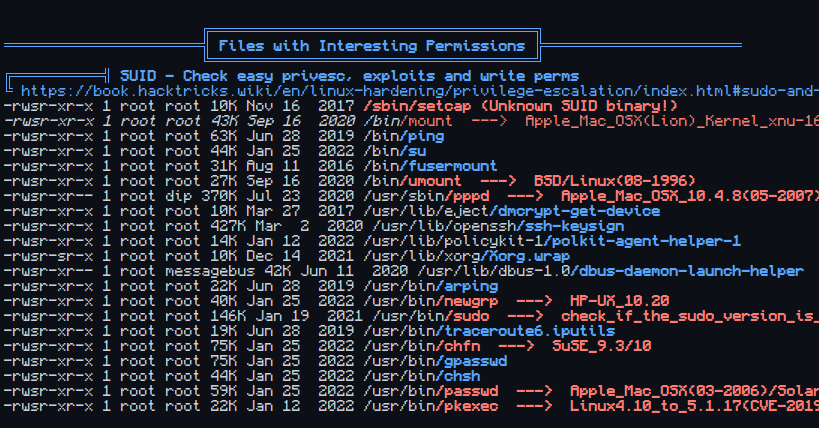 Files with Interesting Permissions
SUID - Check easy privesc, exploits and write perms
https://book.hacktricks.wiki/en/linux-hardening/privilege-escalation/index.html#sudo-and-
-rwsr-xr-x 1 root root 10K Nov 16  2017 /sbin/setcap (Unknown SUID binary!)
-rwsr-xr-x 1 root root 43K Sep 16  2020 /bin/mount  --->  Apple_Mac_OSX(Lion)_Kernel_xnu-16
-rwsr-xr-x 1 root root 63K Jun 28  2019 /bin/ping
-rwsr-xr-x 1 root root 44K Jan 25  2022 /bin/su
-rwsr-xr-x 1 root root 31K Aug 11  2016 /bin/fusermount
-rwsr-xr-x 1 root root 27K Sep 16  2020 /bin/umount  --->  BSD/Linux(08-1996)
-rwsr-xr-- 1 root dip 370K Jul 23  2020 /usr/sbin/pppd  --->  Apple_Mac_OSX_10.4.8(05-2007)
-rwsr-xr-x 1 root root 10K Mar 27  2017 /usr/lib/eject/dmcrypt-get-device
-rwsr-xr-x 1 root root 427K Mar  2  2020 /usr/lib/openssh/ssh-keysign
-rwsr-xr-x 1 root root 14K Jan 12  2022 /usr/lib/policykit-1/polkit-agent-helper-1
-rwsr-sr-x 1 root root 10K Dec 14  2021 /usr/lib/xorg/Xorg.wrap
-rwsr-xr-- 1 root messagebus 42K Jun 11  2020 /usr/lib/dbus-1.0/dbus-daemon-launch-helper
-rwsr-xr-x 1 root root 22K Jun 28  2019 /usr/bin/arping
-rwsr-xr-x 1 root root 40K Jan 25  2022 /usr/bin/newgrp  --->  HP-UX_10.20
-rwsr-xr-x 1 root root 146K Jan 19  2021 /usr/bin/sudo  --->  check_if_the_sudo_version_is_
-rwsr-xr-x 1 root root 19K Jun 28  2019 /usr/bin/traceroute6.iputils
-rwsr-xr-x 1 root root 75K Jan 25  2022 /usr/bin/chfn  --->  SuSE_9.3/10
-rwsr-xr-x 1 root root 75K Jan 25  2022 /usr/bin/gpasswd
-rwsr-xr-x 1 root root 44K Jan 25  2022 /usr/bin/chsh
-rwsr-xr-x 1 root root 59K Jan 25  2022 /usr/bin/passwd  --->  Apple_Mac_OSX(03-2006)/Solar
-rwsr-xr-x 1 root root 22K Jan 12  2022 /usr/bin/pkexec  --->  Linux4.10_to_5.1.17(CVE-2019